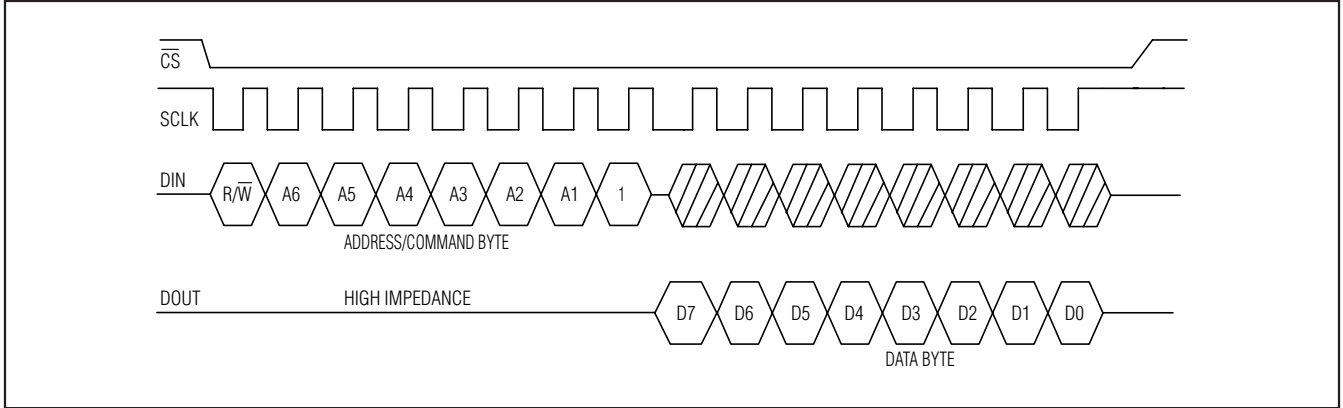 C̅S̅
SCLK
DIN R/W̅ A6 A5 A4 A3 A2 A1 1
ADDRESS/COMMAND BYTE
DOUT HIGH IMPEDANCE D7 D6 D5 D4 D3 D2 D1 D0
DATA BYTE